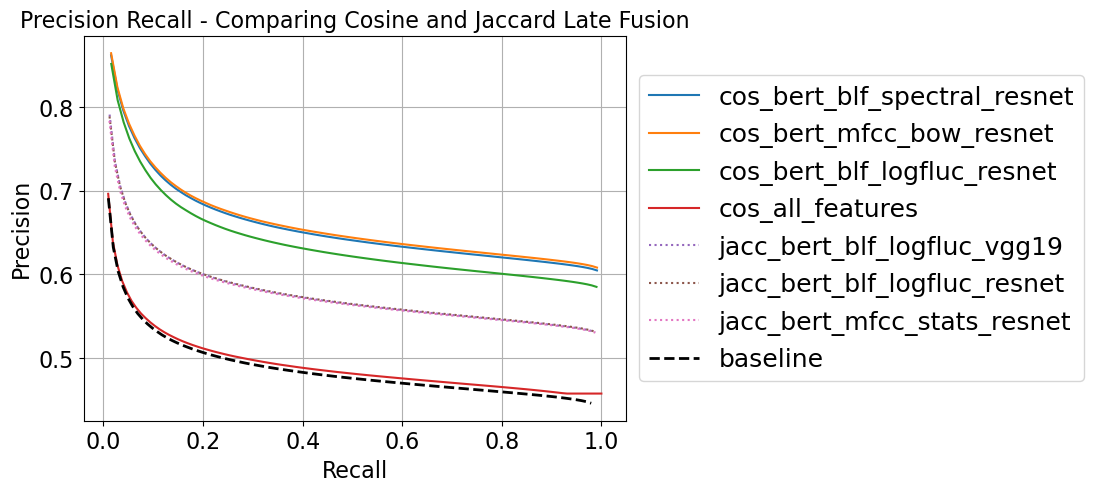 Precision Recall - Comparing Cosine and Jaccard Late Fusion
Precision
0.8
0.7
0.6
0.5
0.0 0.2 0.4 0.6 0.8 1.0
Recall
cos_bert_blf_spectral_resnet
cos_bert_mfcc_bow_resnet
cos_bert_blf_logfluc_resnet
cos_all_features
jacc_bert_blf_logfluc_vgg19
jacc_bert_blf_logfluc_resnet
jacc_bert_mfcc_stats_resnet
baseline